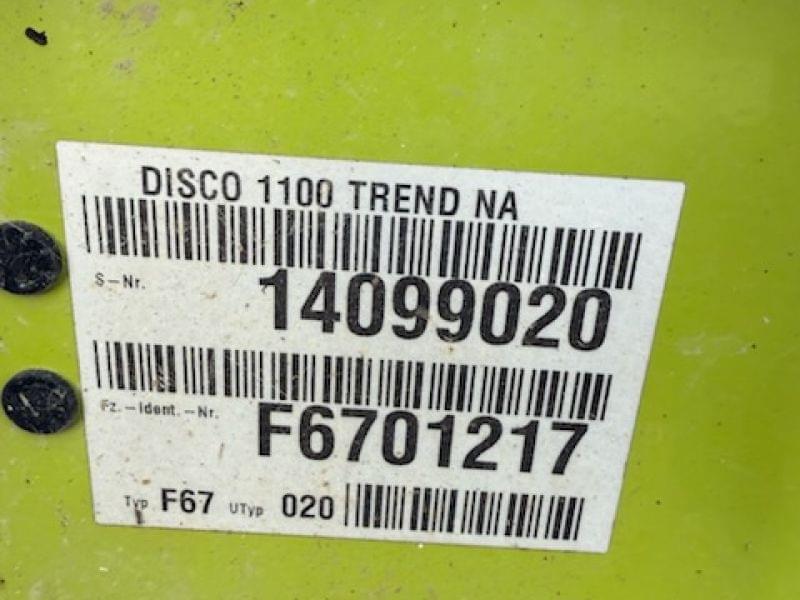 DISCO 1100 TREND NA
S-Nr. 14099020
Fz.-Ident.-Nr. F6701217
Typ F67 UTyp 020